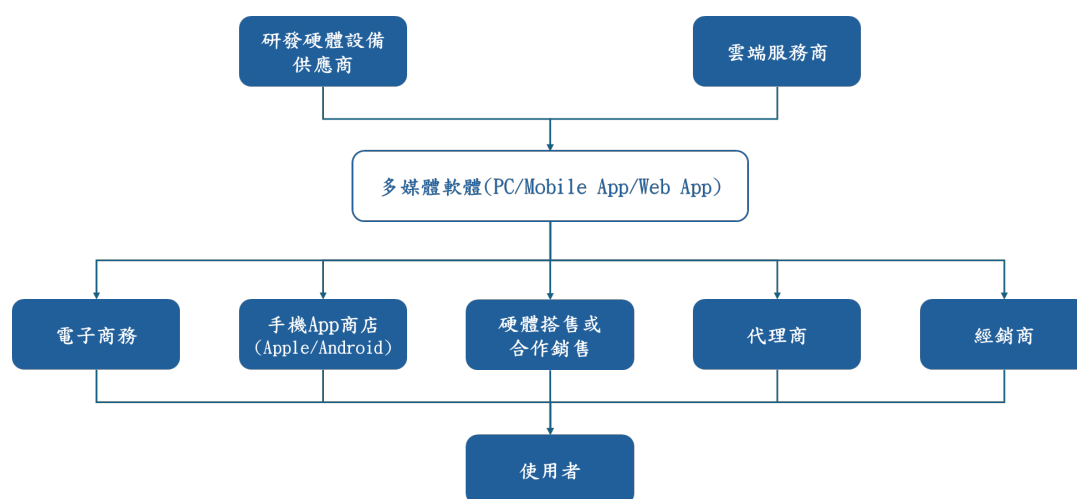 研發硬體設備
供應商
雲端服務商
多媒體軟體(PC/Mobile App/Web App)
電子商務
手機App商店
(Apple/Android)
硬體搭售或
合作銷售
代理商
經銷商
使用者